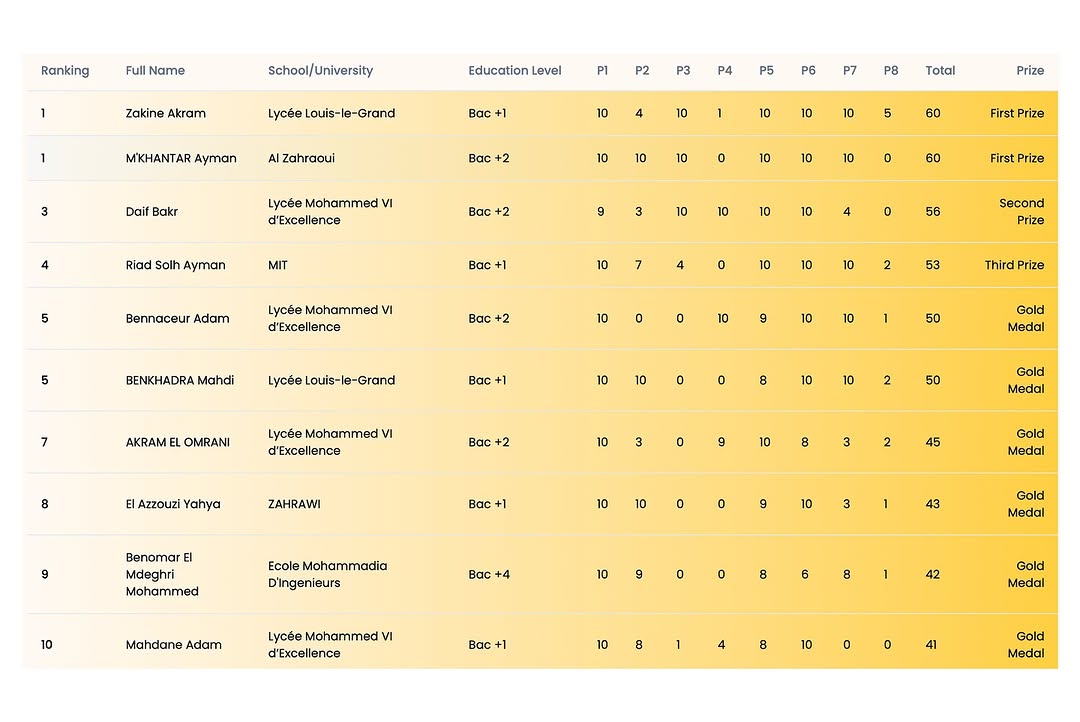 Ranking Full Name School/University Education Level P1 P2 P3 P4 P5 P6 P7 P8 Total Prize
1 Zakine Akram Lycée Louis-le-Grand Bac +1 10 4 10 1 10 10 10 5 60 First Prize
1 M'KHANTAR Ayman Al Zahraoui Bac +2 10 10 10 0 10 10 10 0 60 First Prize
3 Daif Bakr Lycée Mohammed VI
d'Excellence Bac +2 9 3 10 10 10 10 4 0 56 Second
Prize
4 Riad Solh Ayman MIT Bac +1 10 7 4 0 10 10 10 2 53 Third Prize
5 Bennaceur Adam Lycée Mohammed VI
d'Excellence Bac +2 10 0 0 10 9 10 10 1 50 Gold
Medal
5 BENKHADRA Mahdi Lycée Louis-le-Grand Bac +1 10 10 0 0 8 10 10 2 50 Gold
Medal
7 AKRAM EL OMRANI Lycée Mohammed VI
d'Excellence Bac +2 10 3 0 9 10 8 3 2 45 Gold
Medal
8 El Azzouzi Yahya ZAHRAWI Bac +1 10 10 0 0 9 10 3 1 43 Gold
Medal
9 Benomar El
Mdeghri
Mohammed Ecole Mohammadia
D'Ingenieurs Bac +4 10 9 0 0 8 6 8 1 42 Gold
Medal
10 Mahdane Adam Lycée Mohammed VI
d'Excellence Bac +1 10 8 1 4 8 10 0 0 41 Gold
Medal